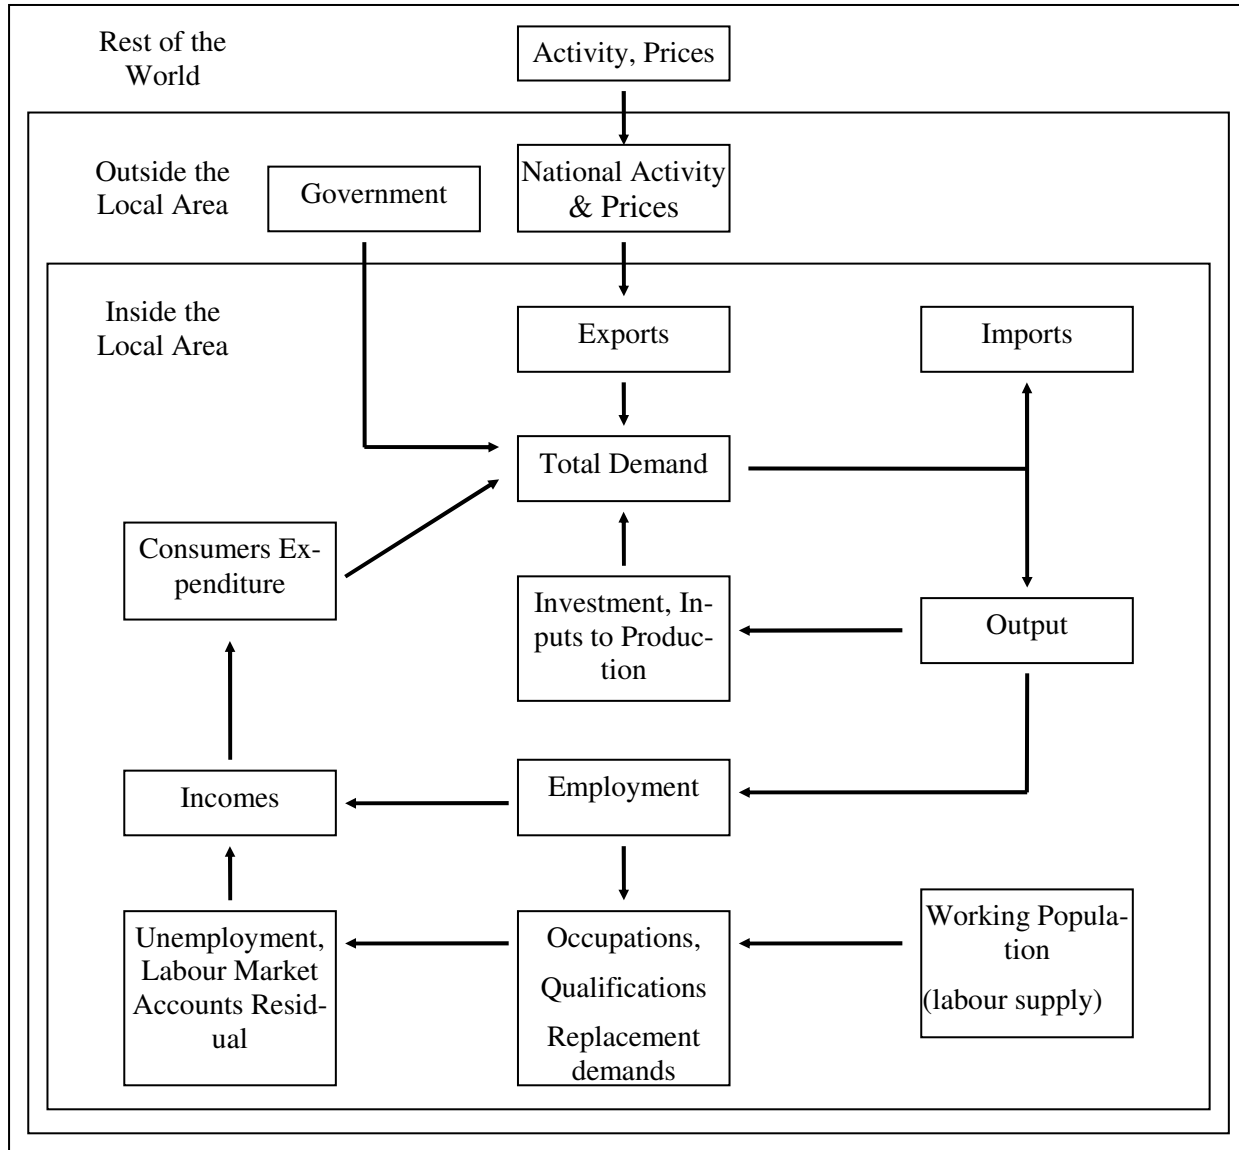 Rest of the
World
Activity, Prices
Outside the
Local Area
Government
National Activity
& Prices
Inside the
Local Area
Exports
Imports
Total Demand
Consumers Ex-
penditure
Investment, In-
puts to Produc-
tion
Output
Incomes
Employment
Unemployment,
Labour Market
Accounts Resid-
ual
Occupations,
Qualifications
Replacement
demands
Working Popula-
tion
(labour supply)